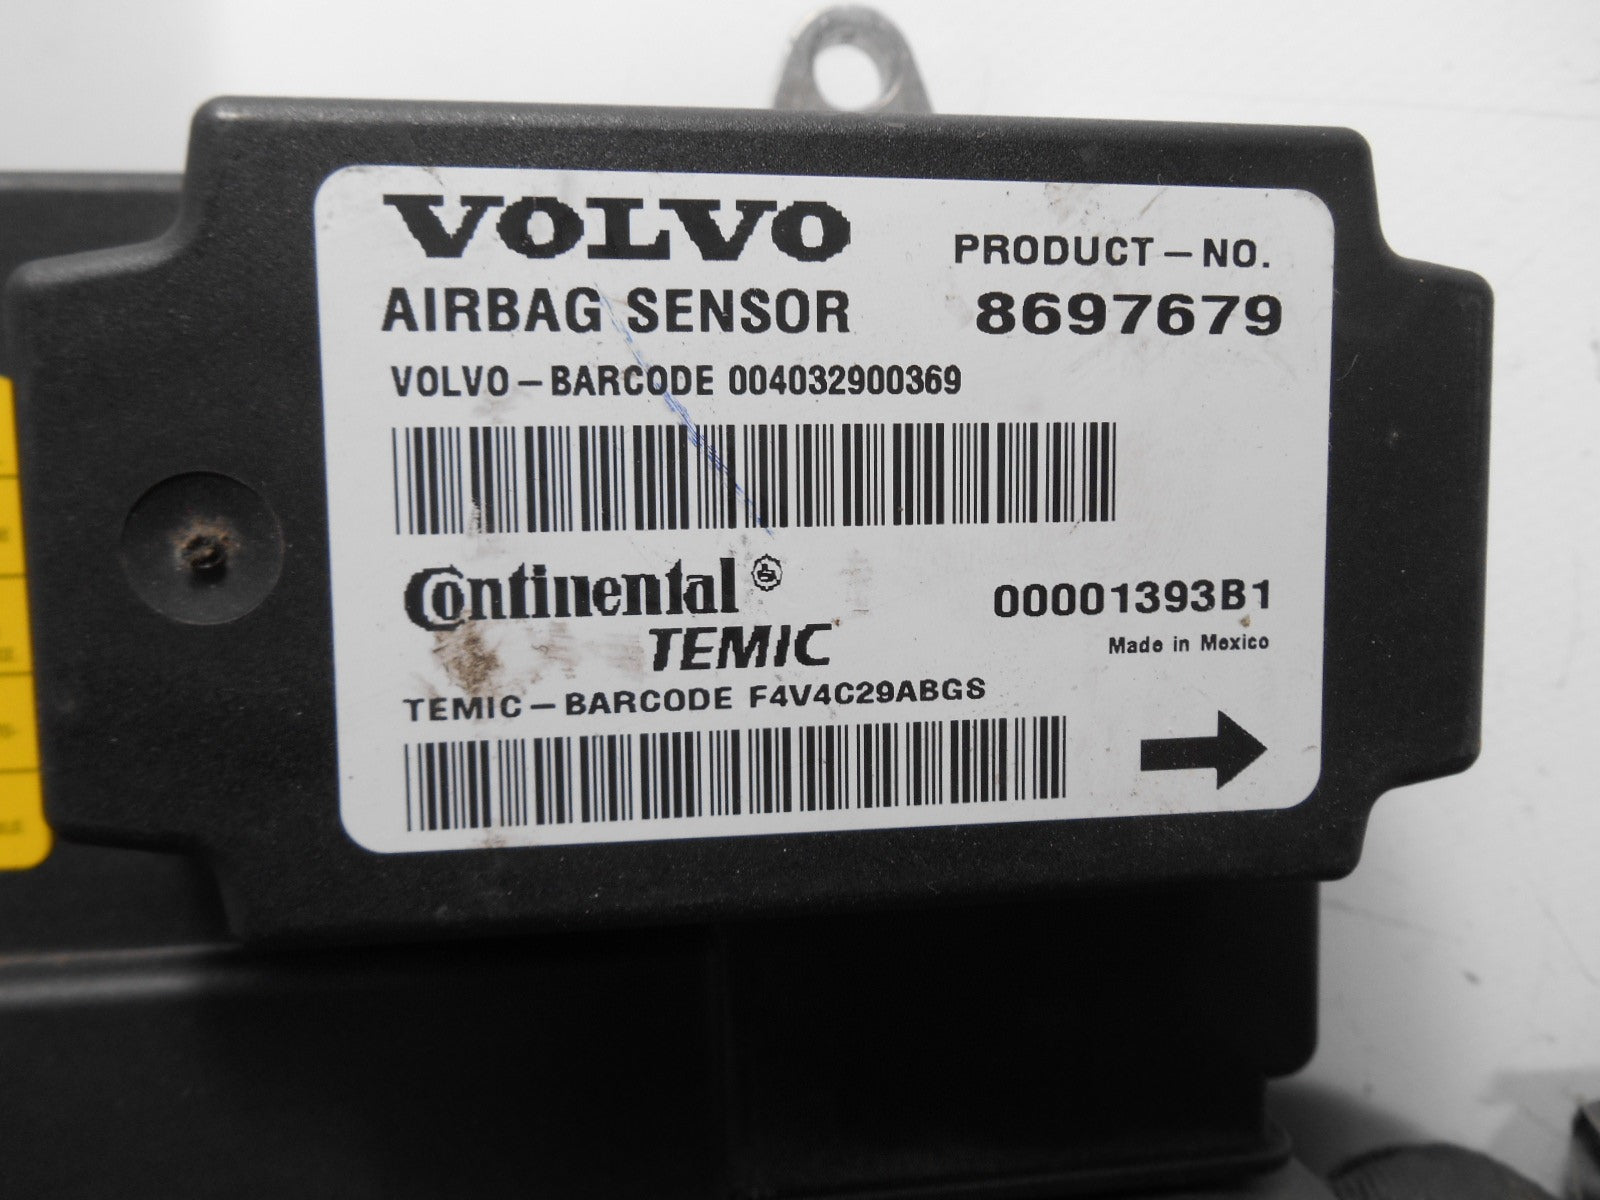 VOLVO
PRODUCT – NO.
AIRBAG SENSOR
8697679
VOLVO – BARCODE 004032900369
Continental
TEMIC
00001393B1
Made in Mexico
TEMIC – BARCODE F4V4C29ABGS